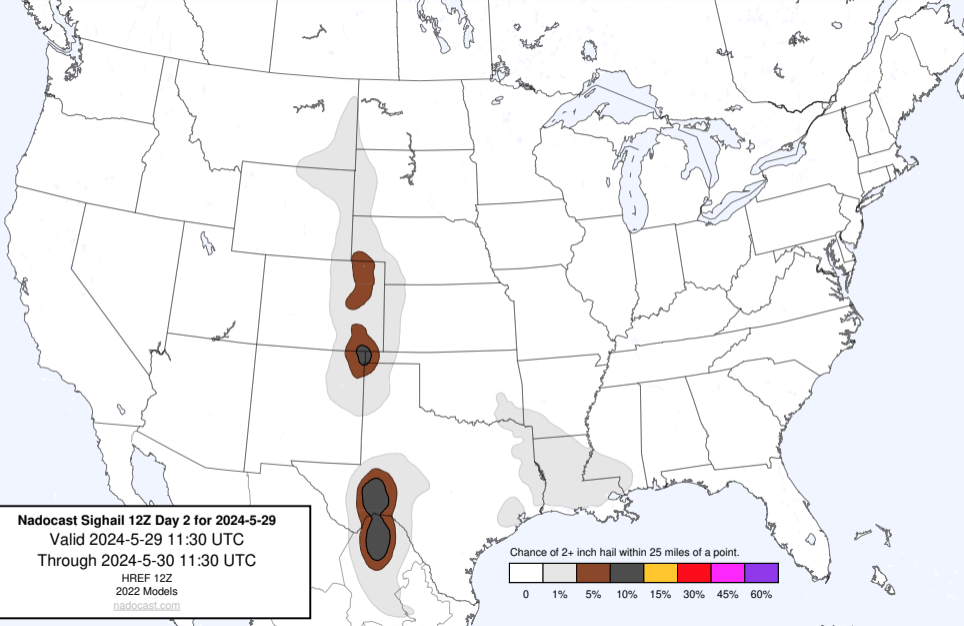 Nadocast Sighail 12Z Day 2 for 2024-5-29
Valid 2024-5-29 11:30 UTC
Through 2024-5-30 11:30 UTC
HREF 12Z
2022 Models
nadocast.com
Chance of 2+ inch hail within 25 miles of a point.
0 1% 5% 10% 15% 30% 45% 60%